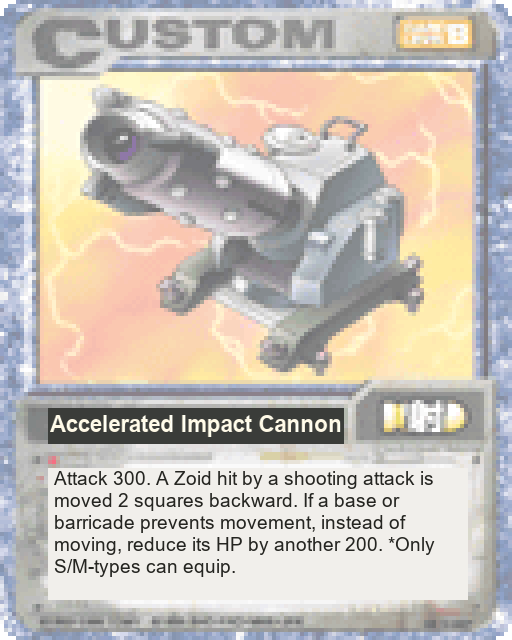 CUSTOM
B
Accelerated Impact Cannon
Attack 300. A Zoid hit by a shooting attack is
moved 2 squares backward. If a base or
barricade prevents movement, instead of
moving, reduce its HP by another 200. *Only
S/M-types can equip.